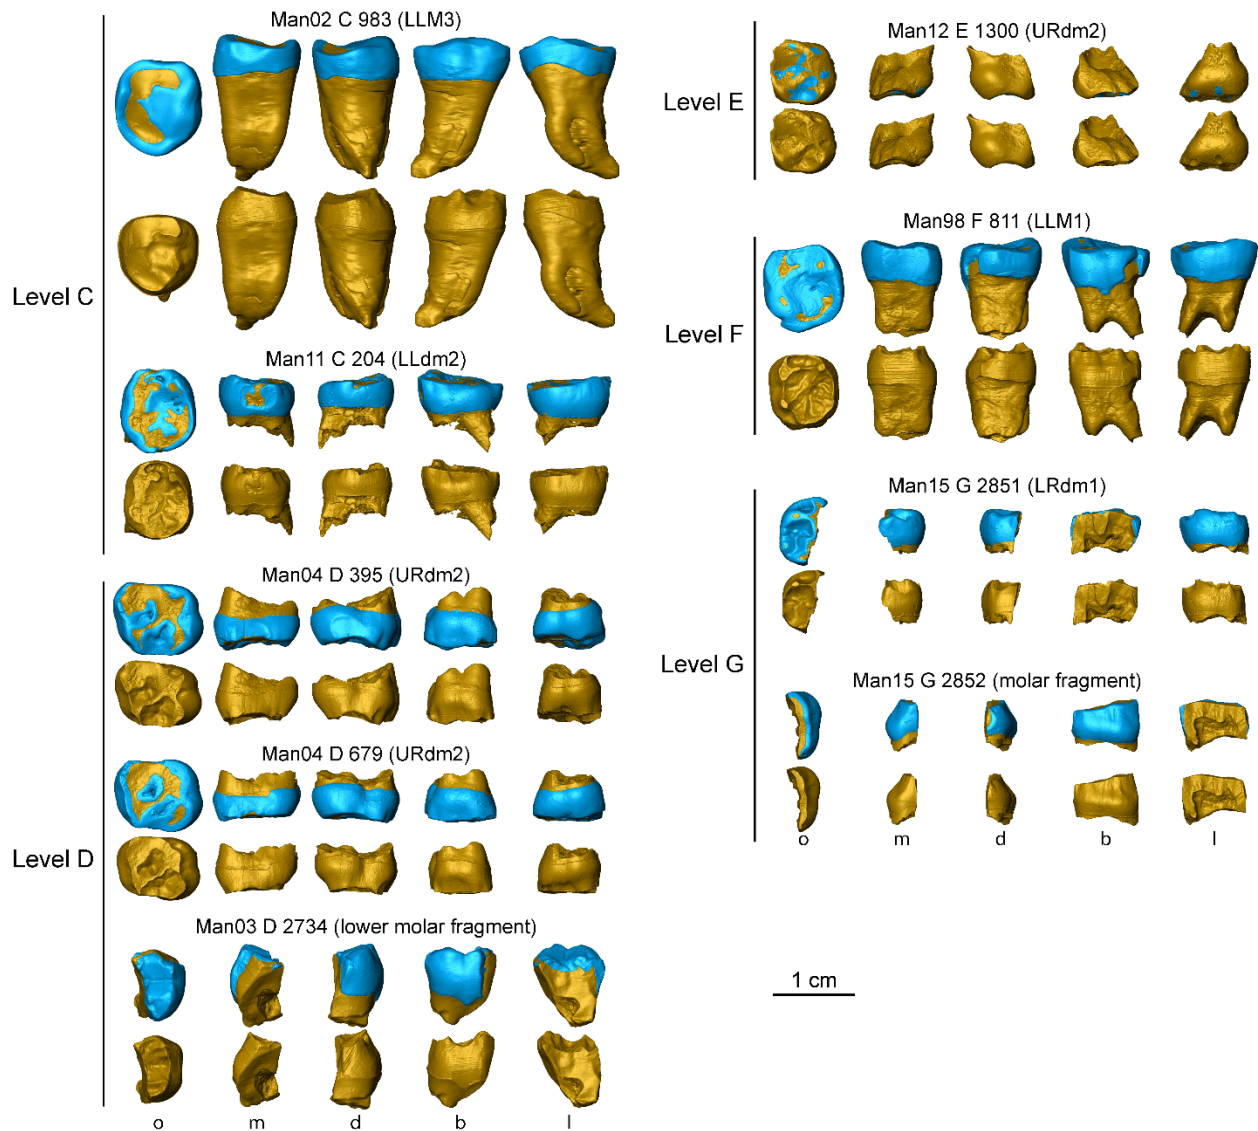 Level C
Man02 C 983 (LLM3)
Man11 C 204 (LLdm2)
Level D
Man04 D 395 (URdm2)
Man04 D 679 (URdm2)
Man03 D 2734 (lower molar fragment)
o m d b l
Level E
Man12 E 1300 (URdm2)
Level F
Man98 F 811 (LLM1)
Level G
Man15 G 2851 (LRdm1)
Man15 G 2852 (molar fragment)
o m d b l
1 cm